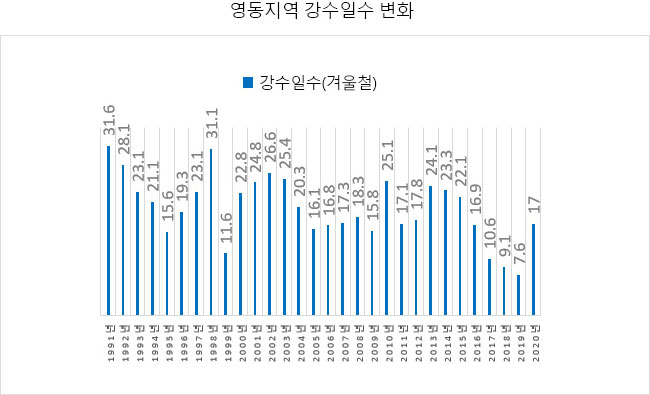 영동지역 강수일수 변화
강수일수(겨울철)
31.6
28.1
23.1
21.1
15.6
19.3
23.1
31.1
11.6
22.8
24.8
26.6
25.4
20.3
16.1
16.8
17.3
18.3
15.8
25.1
17.1
17.8
24.1
23.3
22.1
16.9
10.6
9.1
7.6
17
1991년
1992년
1993년
1994년
1995년
1996년
1997년
1998년
1999년
2000년
2001년
2002년
2003년
2004년
2005년
2006년
2007년
2008년
2009년
2010년
2011년
2012년
2013년
2014년
2015년
2016년
2017년
2018년
2019년
2020년